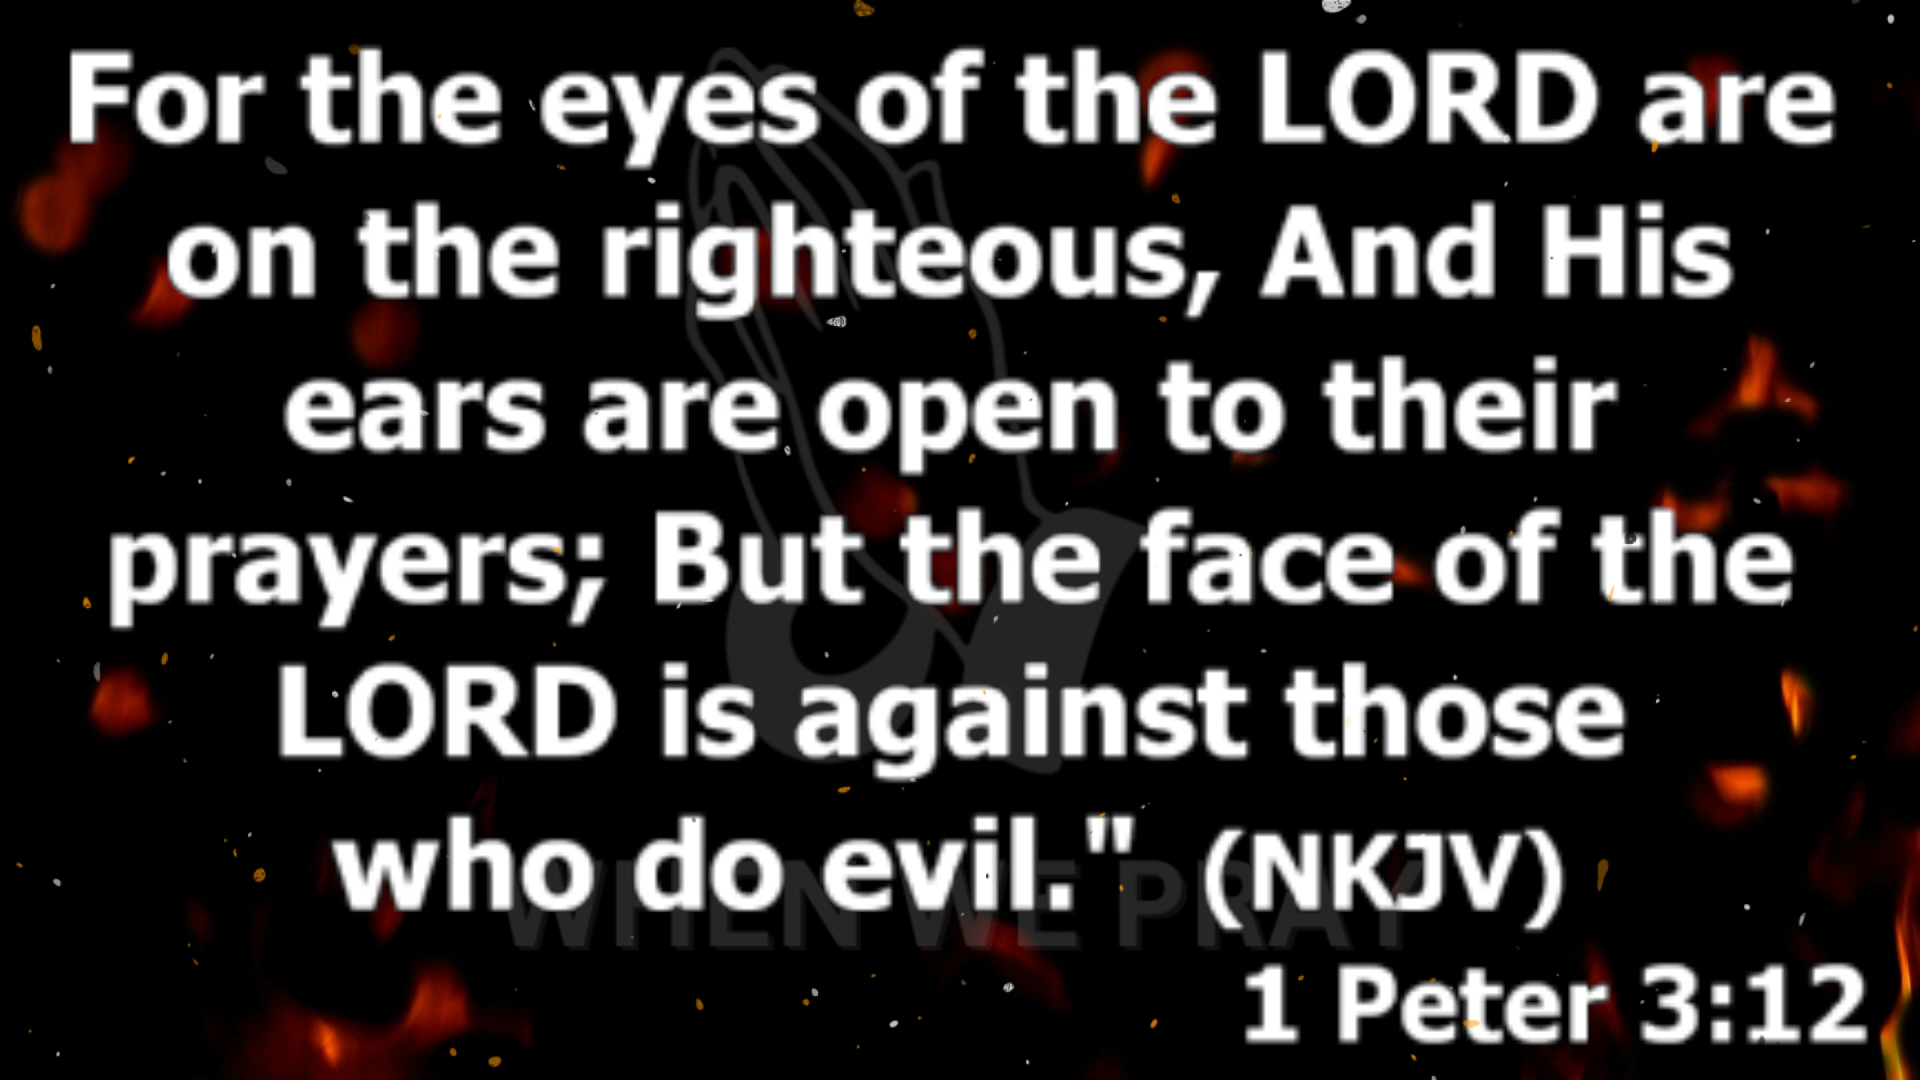 For the eyes of the LORD are
on the righteous, And His
ears are open to their
prayers; But the face of the
LORD is against those
who do evil." (NKJV)
WHEN WE PRAY
1 Peter 3:12